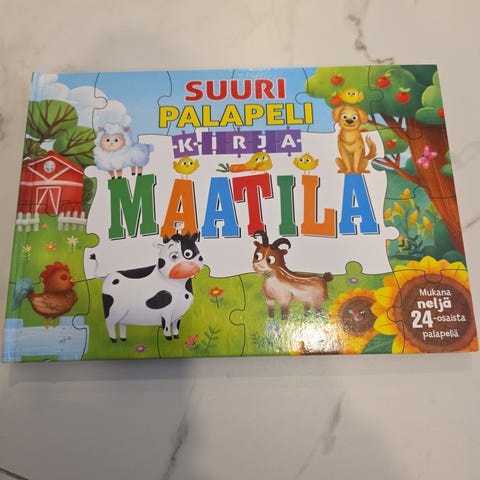 SUURI
PALAPELI
KIRJA
MAATILA
Mukana
neljä
24-osaista
palapeliä